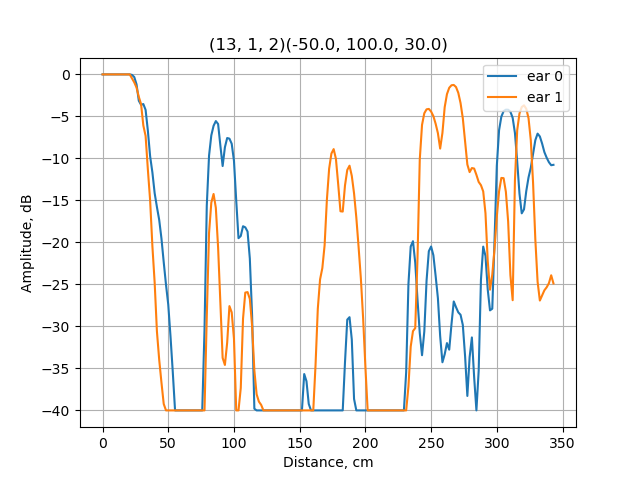 (13, 1, 2)(-50.0, 100.0, 30.0)
ear 0
ear 1
Amplitude, dB
0
−5
−10
−15
−20
−25
−30
−35
−40
0 50 100 150 200 250 300 350
Distance, cm